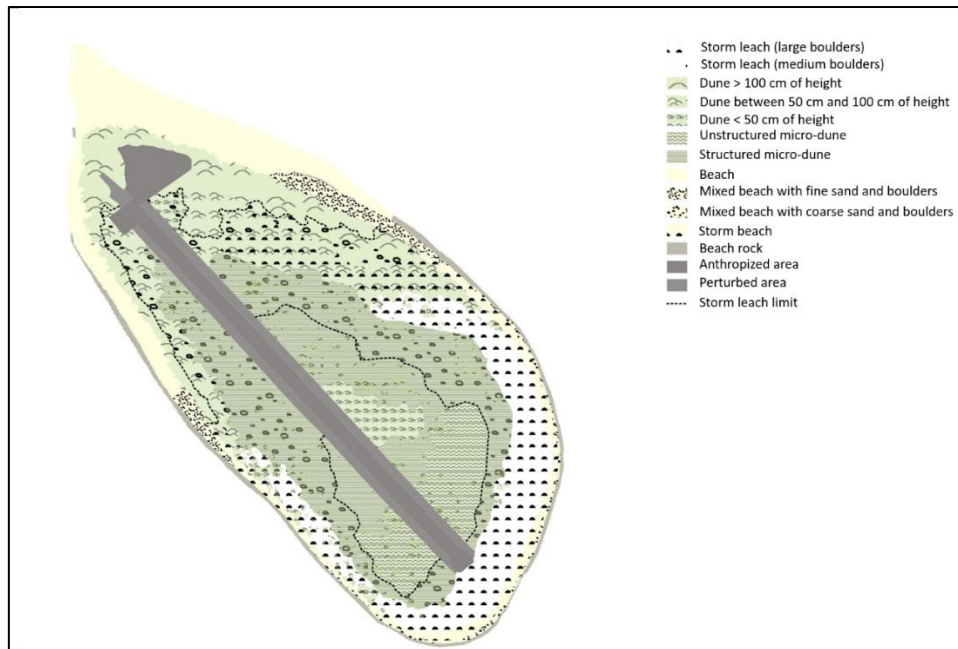 Storm leach (large boulders)
Storm leach (medium boulders)
Dune > 100 cm of height
Dune between 50 cm and 100 cm of height
Dune < 50 cm of height
Unstructured micro-dune
Structured micro-dune
Beach
Mixed beach with fine sand and boulders
Mixed beach with coarse sand and boulders
Storm beach
Beach rock
Anthropized area
Perturbed area
Storm leach limit